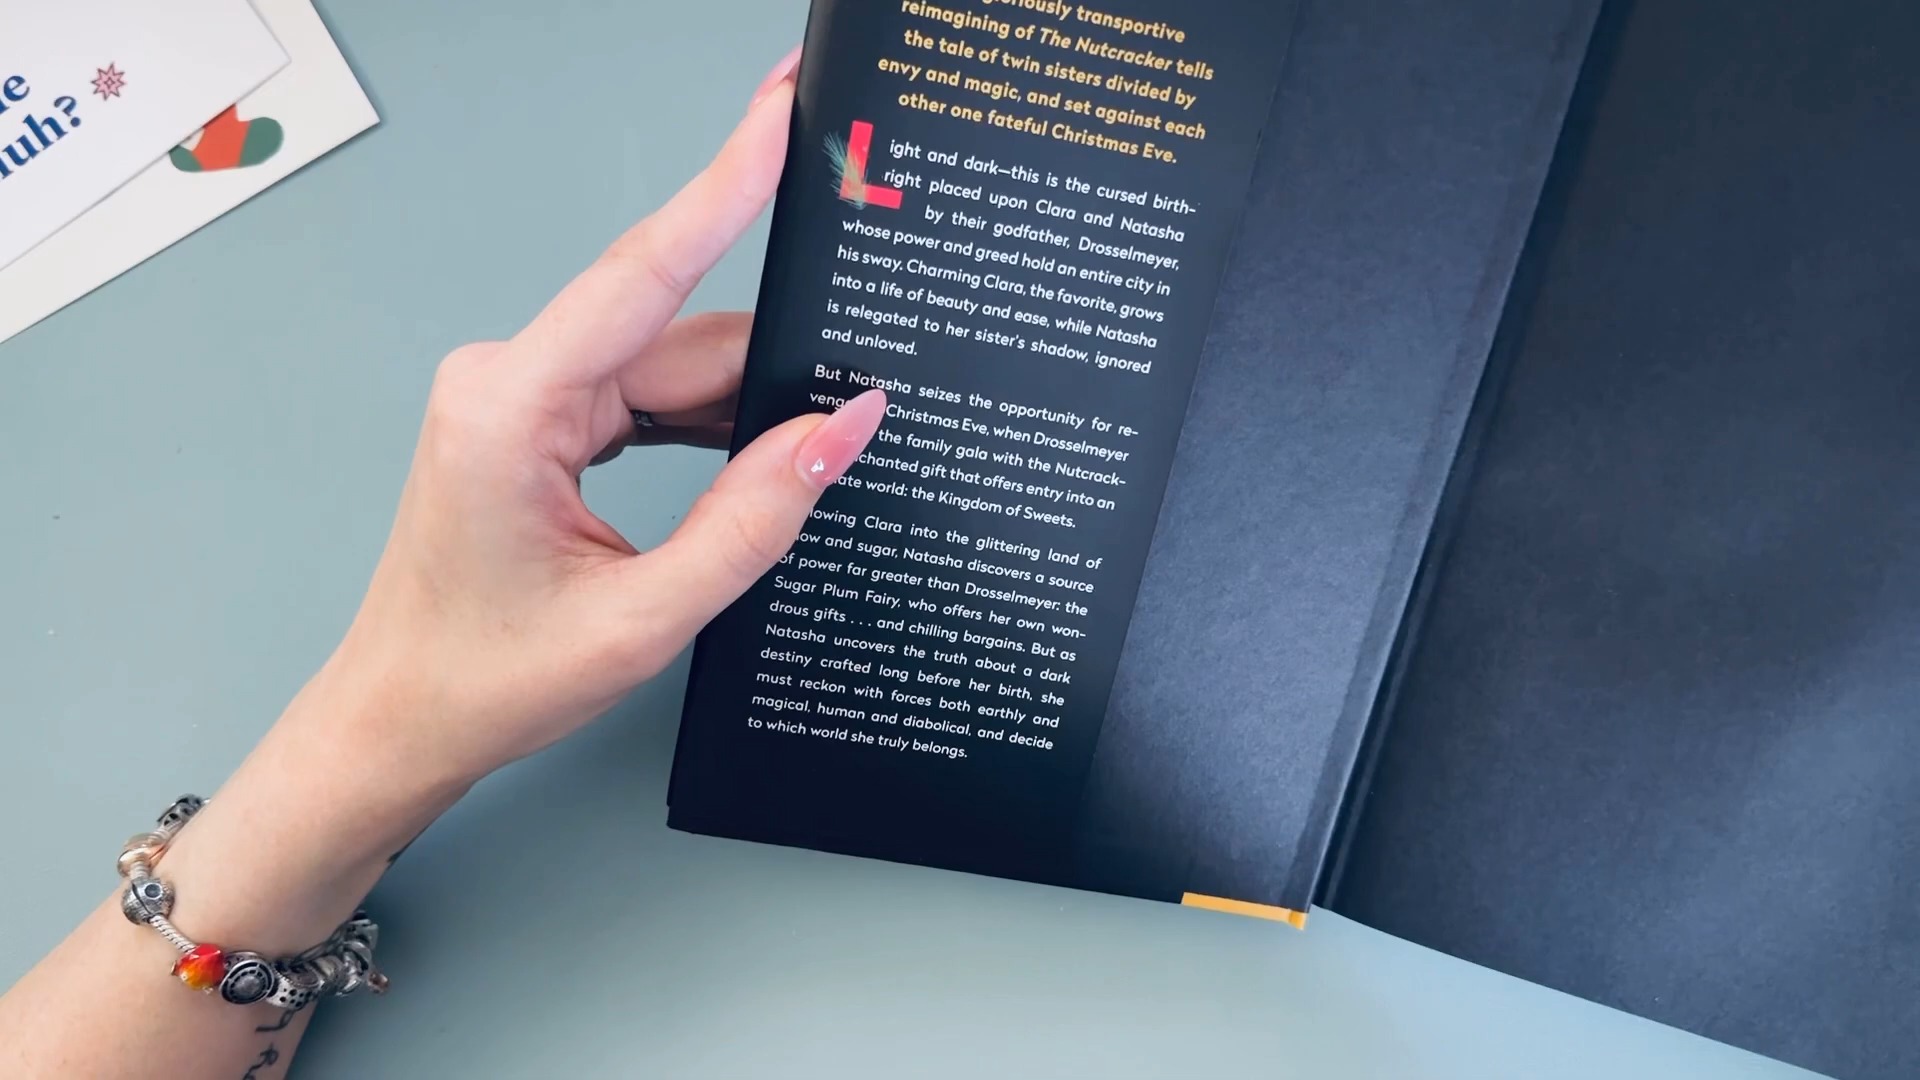 e
uh?
transportive
reimagining of The Nutcracker tells
the tale of twin sisters divided by
envy and magic, and set against each
other one fateful Christmas Eve.
Light and dark—this is the cursed birth-
right placed upon Clara and Natasha
by their godfather, Drosselmeyer,
whose power and greed hold an entire city in
his sway. Charming Clara, the favorite, grows
into a life of beauty and ease, while Natasha
is relegated to her sister's shadow, ignored
and unloved.
But Natasha seizes the opportunity for re-
Christmas Eve, when Drosselmeyer
the family gala with the Nutcrack-
gift that offers entry into an
world: the Kingdom of Sweets.
Clara into the glittering land of
and sugar, Natasha discovers a source
of power far greater than Drosselmeyer: the
Sugar Plum Fairy, who offers her own won-
drous gifts . . . and chilling bargains. But as
Natasha uncovers the truth about a dark
destiny crafted long before her birth, she
must reckon with forces both earthly and
magical, human and diabolical, and decide
to which world she truly belongs.